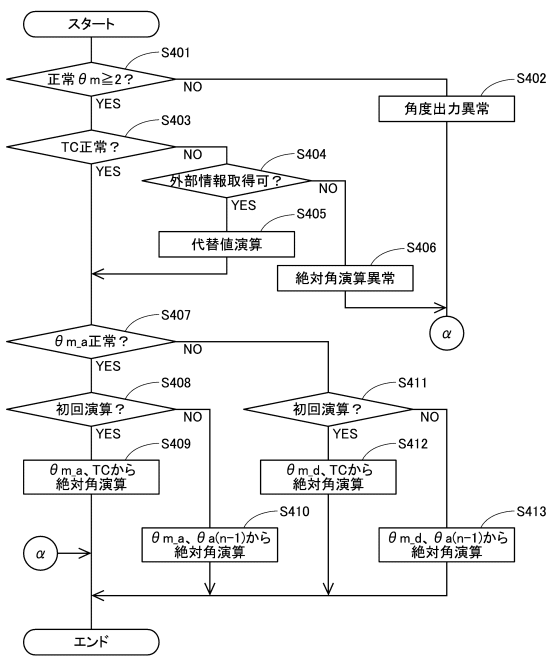 スタート
S401
正常θm≧2?
NO
YES
S402
角度出力異常
S403
TC正常?
NO
YES
S404
外部情報取得可?
NO
YES
S405
代替値演算
S406
絶対角演算異常
α
S407
θm_a正常?
NO
YES
S408
初回演算?
NO
YES
S411
初回演算?
NO
YES
S409
θm_a、TCから
絶対角演算
S412
θm_d、TCから
絶対角演算
S410
θm_a、θa(n-1)から
絶対角演算
S413
θm_d、θa(n-1)から
絶対角演算
α
エンド